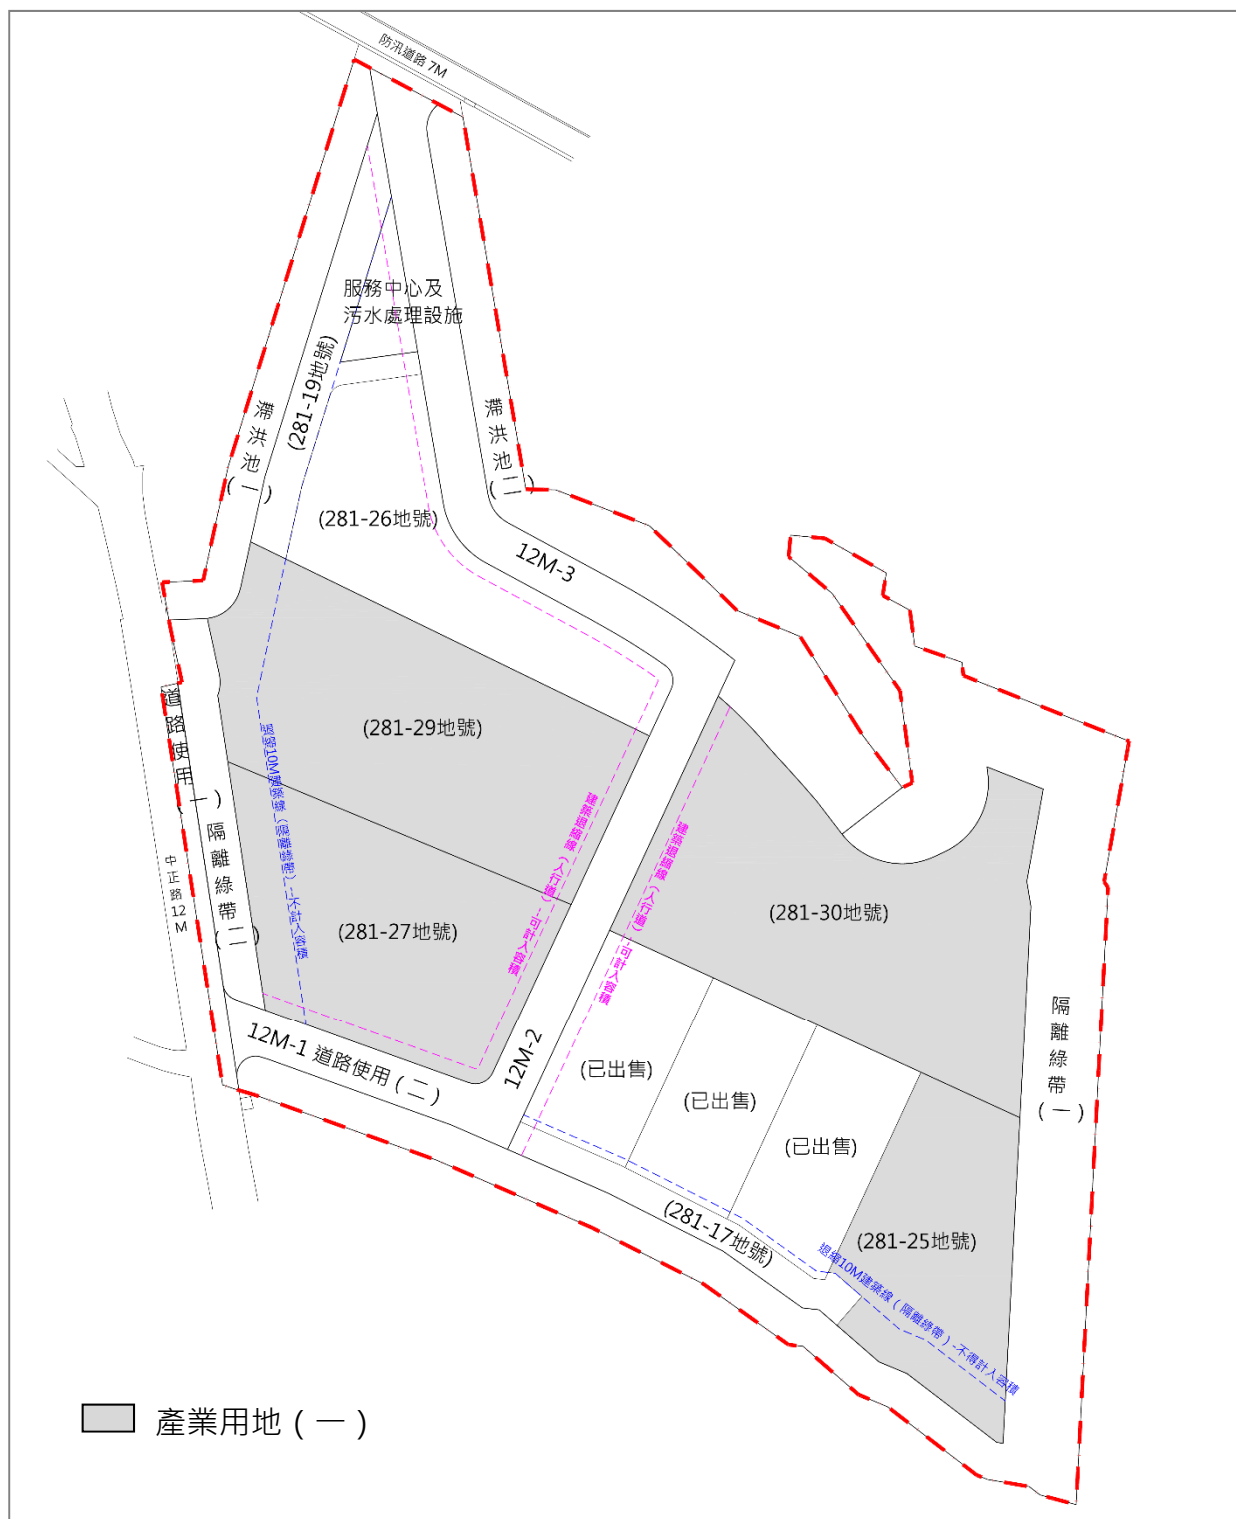 防汛道路 7M
服務中心及
污水處理設施
(281-19地號)
滯洪池(一)
滯洪池(二)
(281-26地號)
12M-3
(281-29地號)
道路使用(一)
退縮10M建築線(隔離綠帶)-不計入容積
建築退縮線(人行道)-可計入容積
建築退縮線(人行道)-可計入容積
隔離綠帶(二)
中正路12M
(281-30地號)
(281-27地號)
隔離綠帶(一)
12M-1 道路使用(二)
12M-2
(已出售)
(已出售)
(已出售)
(281-17地號)
(281-25地號)
退縮10M建築線(隔離綠帶)-不得計入容積
產業用地(一)